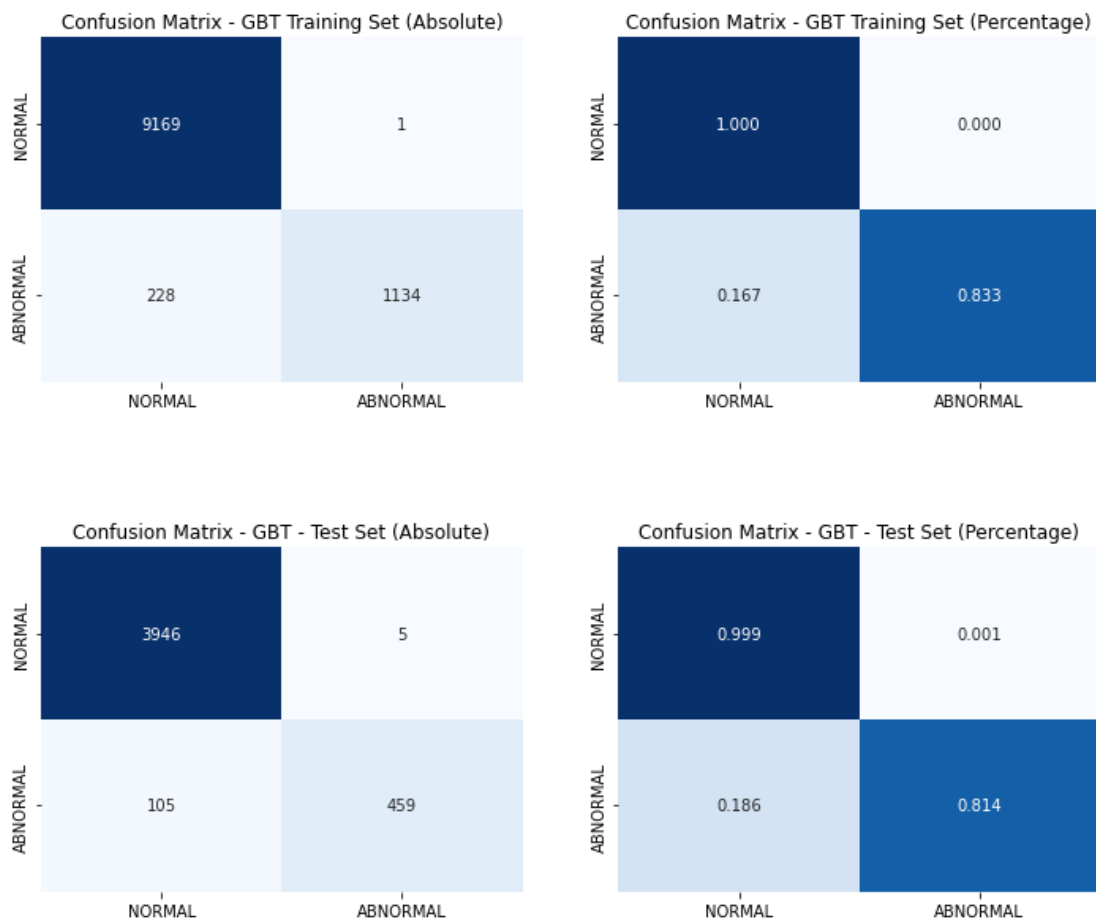 Confusion Matrix - GBT Training Set (Absolute)
NORMAL
9169
1
ABNORMAL
228
1134
NORMAL
ABNORMAL
Confusion Matrix - GBT Training Set (Percentage)
NORMAL
1.000
0.000
ABNORMAL
0.167
0.833
NORMAL
ABNORMAL
Confusion Matrix - GBT - Test Set (Absolute)
NORMAL
3946
5
ABNORMAL
105
459
NORMAL
ABNORMAL
Confusion Matrix - GBT - Test Set (Percentage)
NORMAL
0.999
0.001
ABNORMAL
0.186
0.814
NORMAL
ABNORMAL